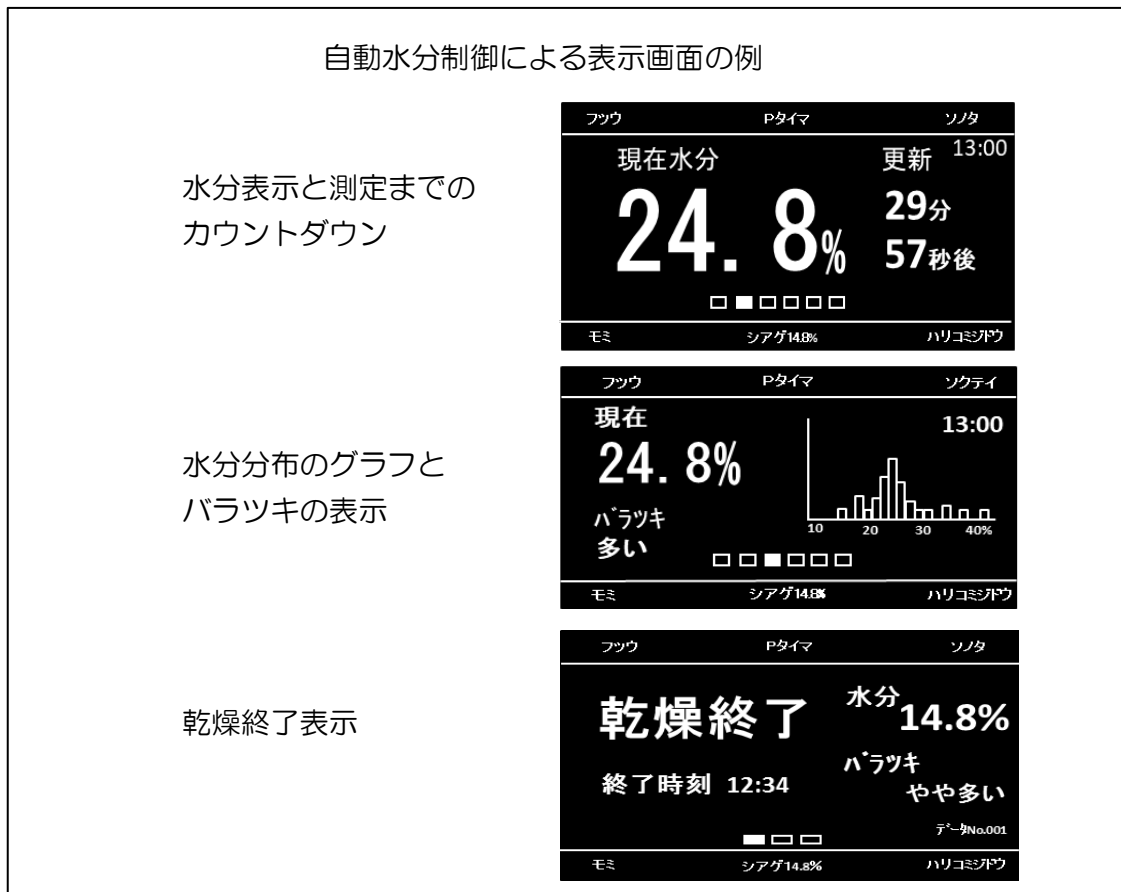 自動水分制御による表示画面の例
水分表示と測定までの
カウントダウン
フツウ Pタイマ ソノタ
現在水分 更新 13:00
24. 8% 29分
57秒後
モミ シアゲ14.8% ハリコミジドウ
水分分布のグラフと
バラツキの表示
フツウ Pタイマ ソクテイ
現在 13:00
24. 8%
バラツキ
多い
10 20 30 40%
モミ シアゲ14.8% ハリコミジドウ
乾燥終了表示
フツウ Pタイマ ソノタ
乾燥終了 水分14.8%
終了時刻 12:34 バラツキ
やや多い
データNo.001
モミ シアゲ14.8% ハリコミジドウ